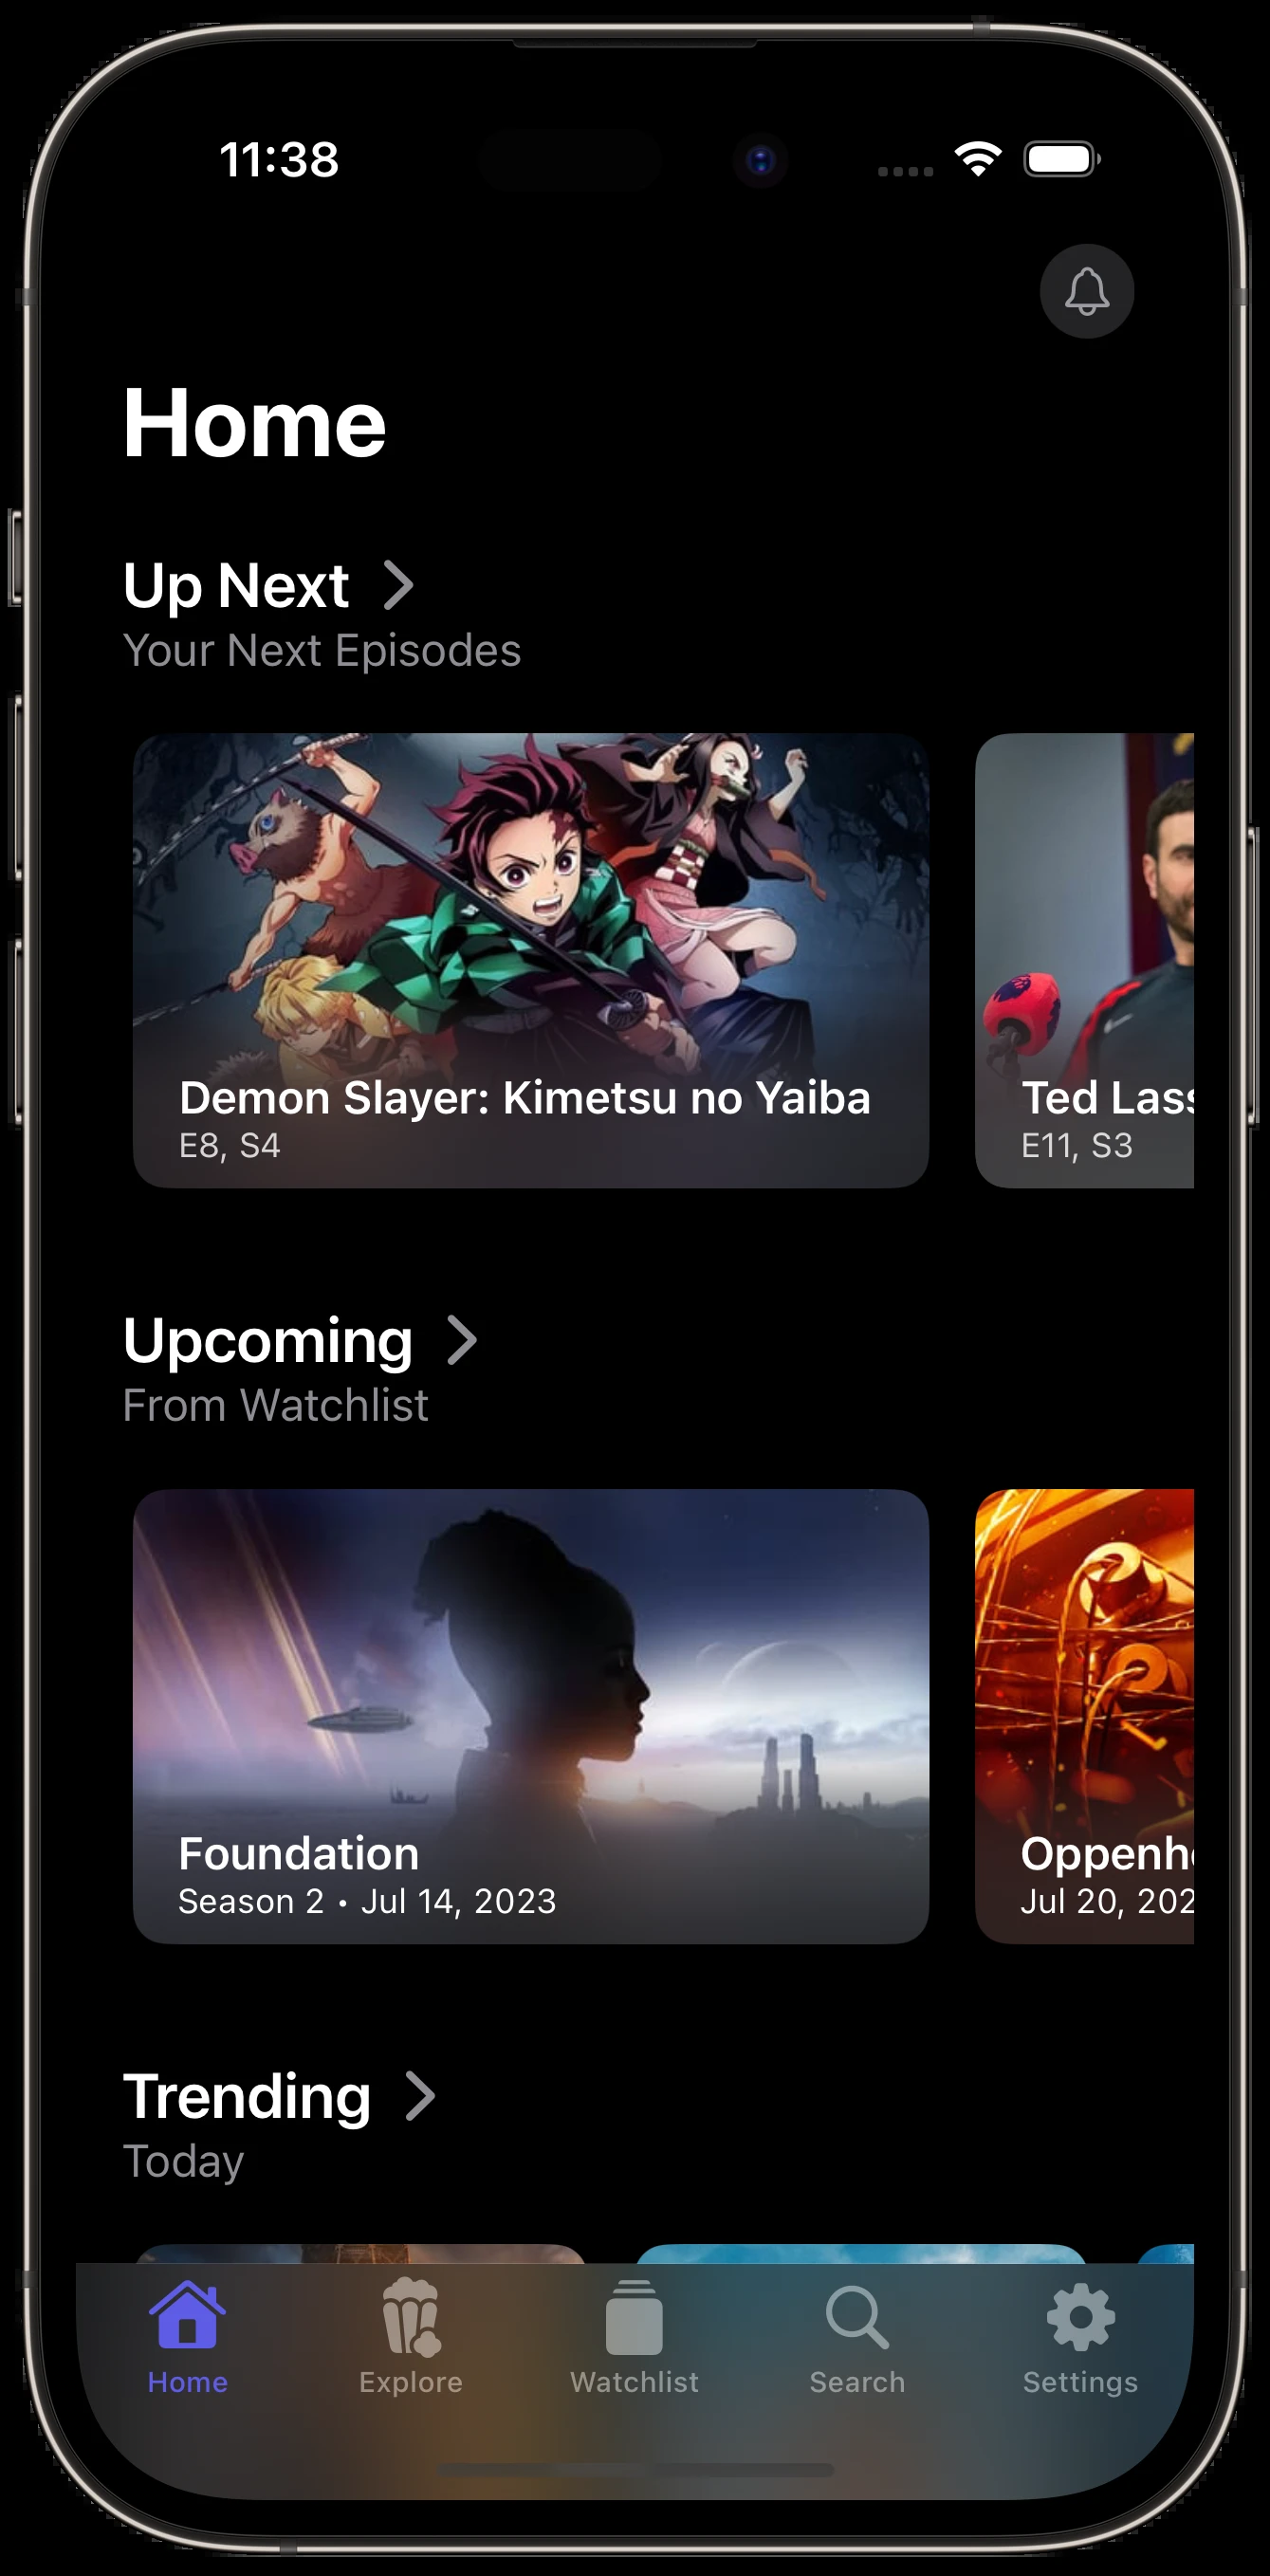 11:38
Home
Up Next
Your Next Episodes
Demon Slayer: Kimetsu no Yaiba
E8, S4
Ted Lass
E11, S3
Upcoming
From Watchlist
Foundation
Season 2 • Jul 14, 2023
Oppenhe
Jul 20, 202
Trending
Today
Home
Explore
Watchlist
Search
Settings